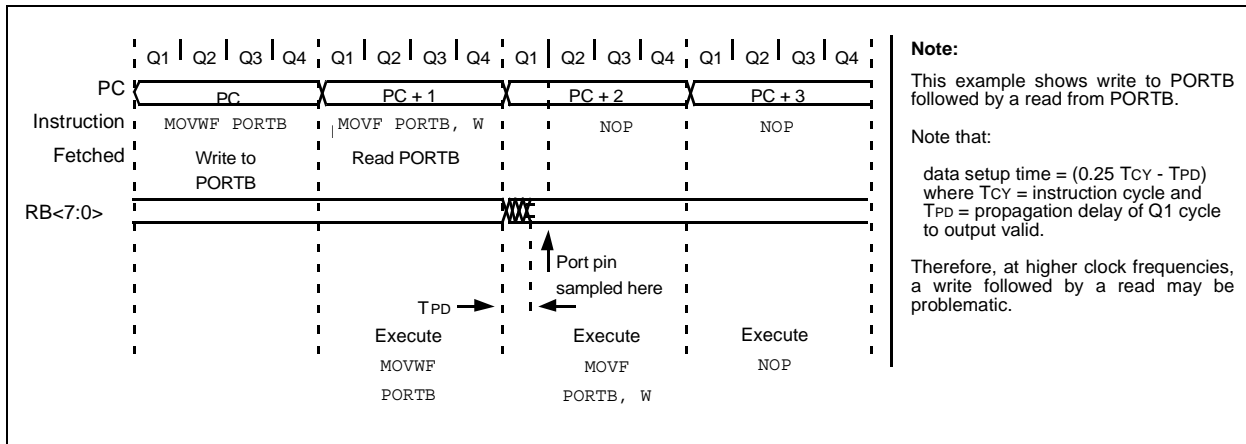 Q1 Q2 Q3 Q4 Q1 Q2 Q3 Q4 Q1 Q2 Q3 Q4 Q1 Q2 Q3 Q4
PC PC PC + 1 PC + 2 PC + 3
Instruction MOVWF PORTB MOVF PORTB, W NOP NOP
Fetched Write to Read PORTB
PORTB
RB<7:0>
Port pin
sampled here
TPD
Execute Execute Execute
MOVWF MOVF NOP
PORTB PORTB, W
Note:
This example shows write to PORTB
followed by a read from PORTB.
Note that:
data setup time = (0.25 TCY - TPD)
where TCY = instruction cycle and
TPD = propagation delay of Q1 cycle
to output valid.
Therefore, at higher clock frequencies,
a write followed by a read may be
problematic.